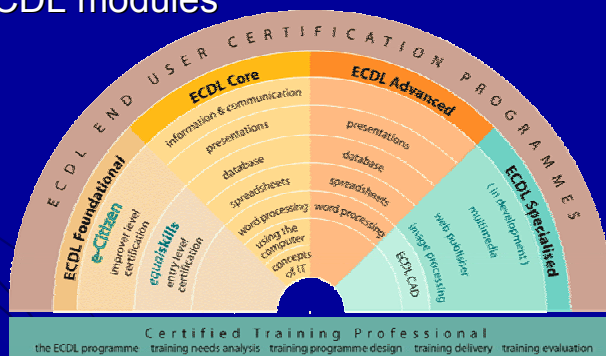 CDL modules
ECDL END USER CERTIFICATION PROGRAMMES
ECDL Foundational
e-Citizen
improval level
certification
equalskills
entry level
certification
ECDL Core
information & communication
presentations
database
spreadsheets
word processing
using the
computer
concepts
of IT
ECDL Advanced
presentations
database
spreadsheets
word processing
ECDL Specialised
(in development)
multimedia
web publisher
image processing
ECDL CAD
Certified Training Professional
the ECDL programme training needs analysis training programme design training delivery training evaluation